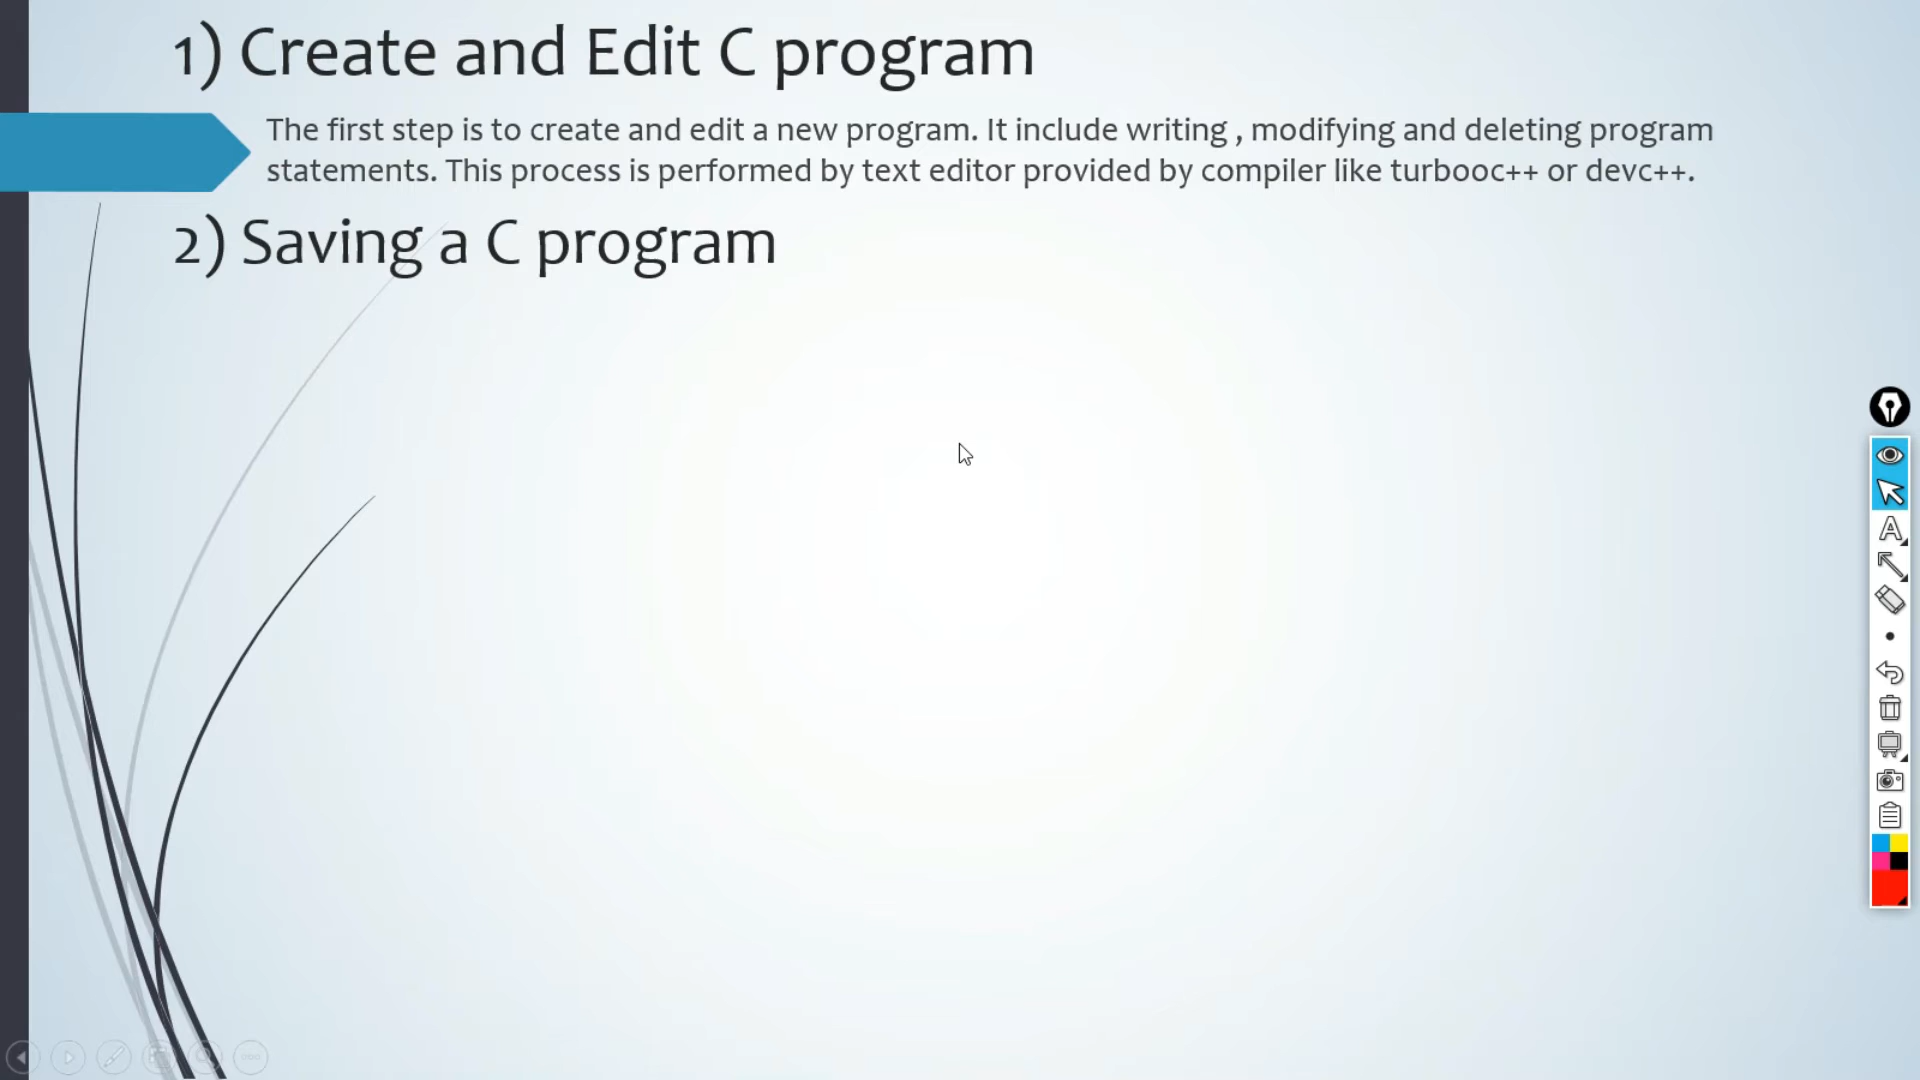 1) Create and Edit C program
The first step is to create and edit a new program. It include writing , modifying and deleting program
statements. This process is performed by text editor provided by compiler like turbooc++ or devc++.
2) Saving a C program